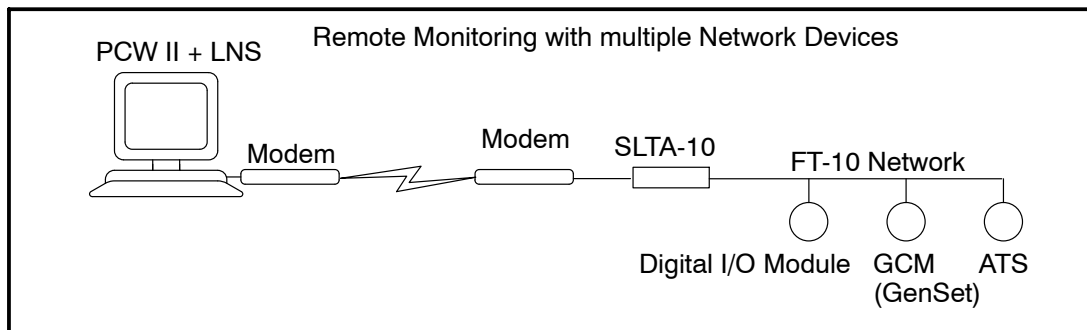 Remote Monitoring with multiple Network Devices
PCW II + LNS
Modem
Modem
SLTA-10
FT-10 Network
Digital I/O Module
GCM
(GenSet)
ATS